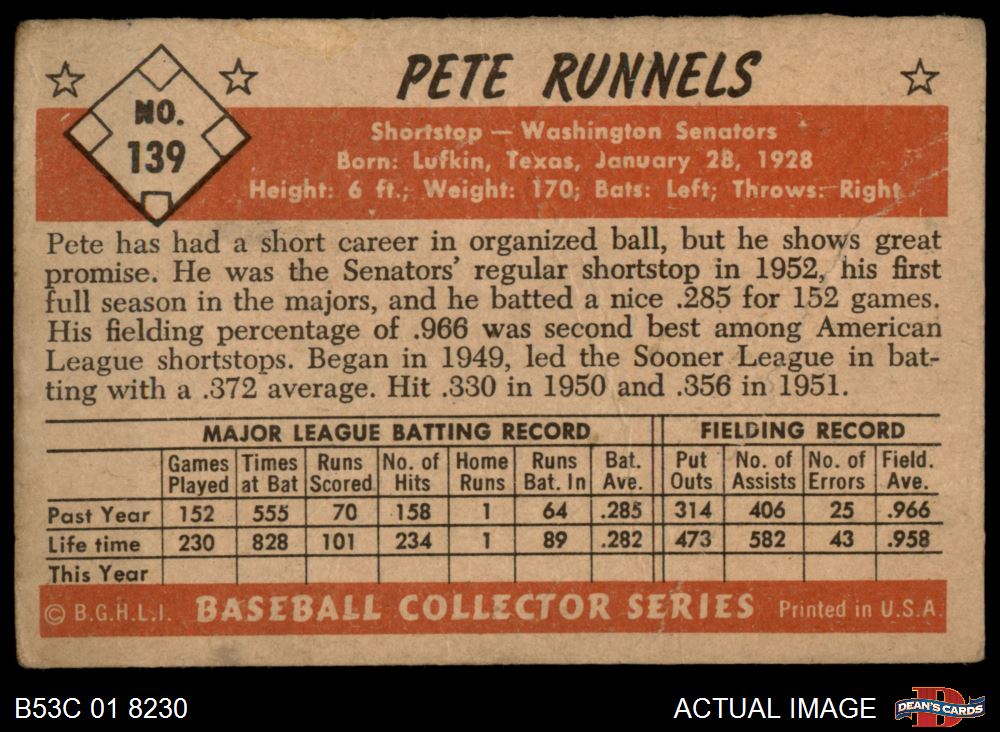 PETE RUNNELS
NO.
139
Shortstop — Washington Senators
Born: Lufkin, Texas, January 28, 1928
Height: 6 ft.; Weight: 170; Bats: Left; Throws: Right
Pete has had a short career in organized ball, but he shows great
promise. He was the Senators' regular shortstop in 1952, his first
full season in the majors, and he batted a nice .285 for 152 games.
His fielding percentage of .966 was second best among American
League shortstops. Began in 1949, led the Sooner League in bat-
ting with a .372 average. Hit .330 in 1950 and .356 in 1951.
MAJOR LEAGUE BATTING RECORD FIELDING RECORD
Games Times Runs No. of Home Runs Bat. Put No. of No. of Field.
Played at Bat Scored Hits Runs Bat. In Ave. Outs Assists Errors Ave.
Past Year 152 555 70 158 1 64 .285 314 406 25 .966
Life time 230 828 101 234 1 89 .282 473 582 43 .958
This Year
© B.G.H.L.I. BASEBALL COLLECTOR SERIES Printed in U.S.A.
B53C 01 8230 ACTUAL IMAGE DEAN'S CARDS